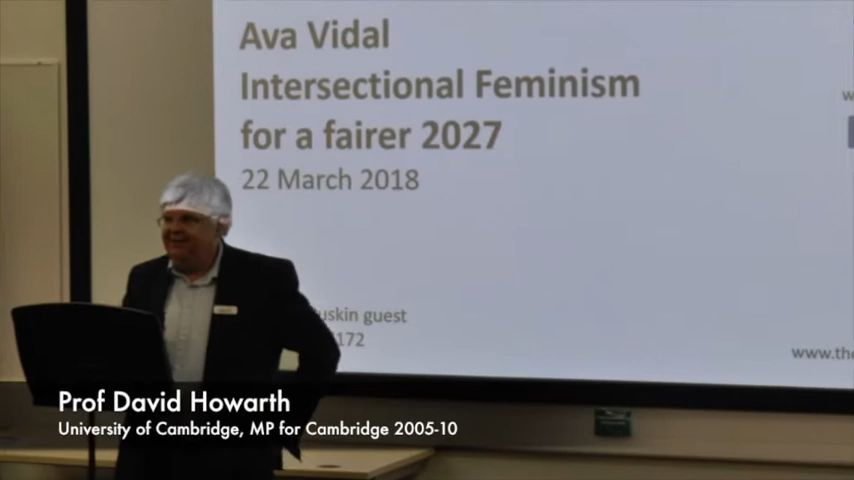 Ava Vidal
Intersectional Feminism
for a fairer 2027
22 March 2018
uskin guest
172
www.the
Prof David Howarth
University of Cambridge, MP for Cambridge 2005-10